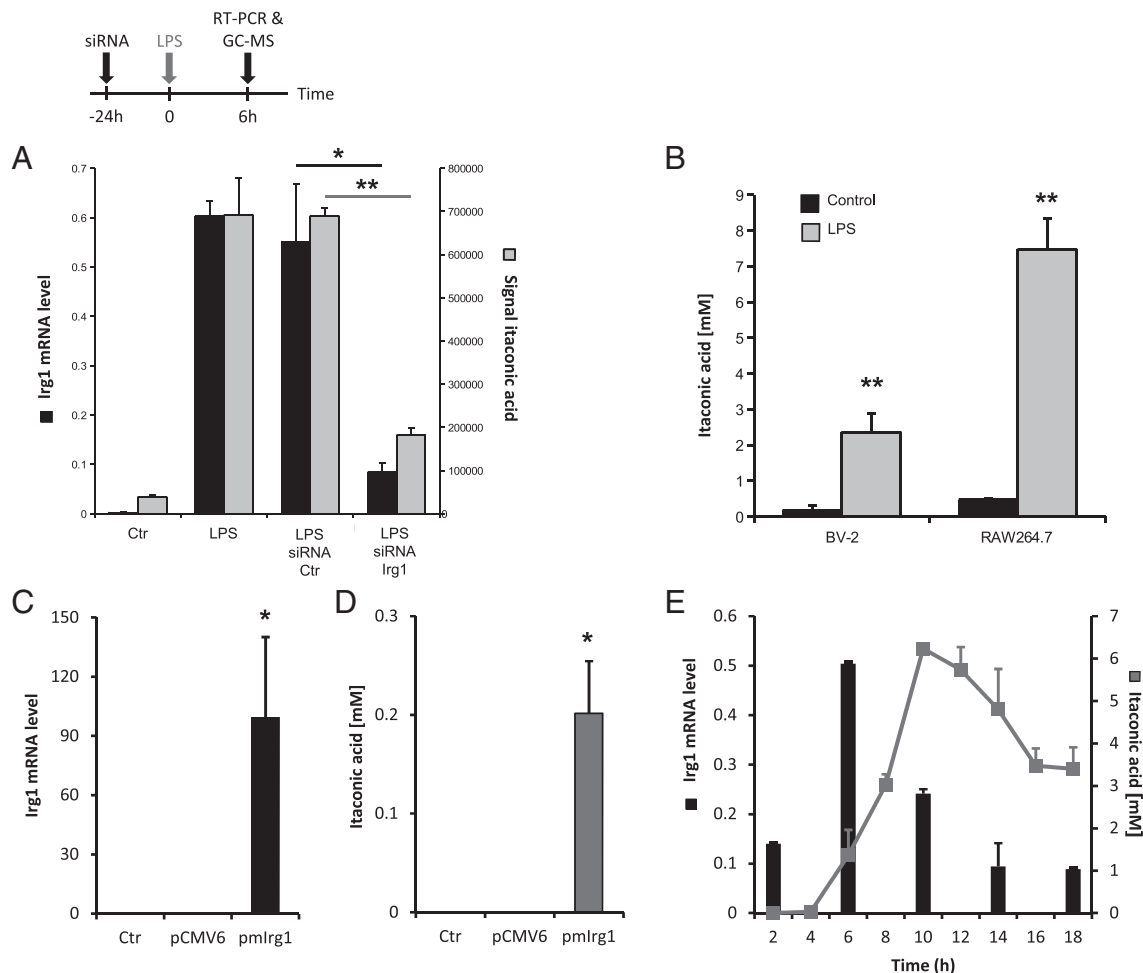 RT-PCR &
siRNA LPS GC-MS
Time
-24h 0 6h
A
* 
**
0.7
0.6
0.5
0.4
0.3
0.2
0.1
0
Irg1 mRNA level
800000
700000
600000
500000
400000
300000
200000
100000
0
Signal itaconic acid
Ctr
LPS
LPS
siRNA
Ctr
LPS
siRNA
Irg1
B
Control
LPS
**
**
9
8
7
6
5
4
3
2
1
0
Itaconic acid [mM]
BV-2 RAW264.7
C
*
150
120
90
60
30
0
Irg1 mRNA level
Ctr pCMV6 pmIrg1
D
*
0.3
0.2
0.1
0
Itaconic acid [mM]
Ctr pCMV6 pmIrg1
E
0.6
0.5
0.4
0.3
0.2
0.1
0
Irg1 mRNA level
7
6
5
4
3
2
1
0
Itaconic acid [mM]
2 4 6 8 10 12 14 16 18
Time (h)